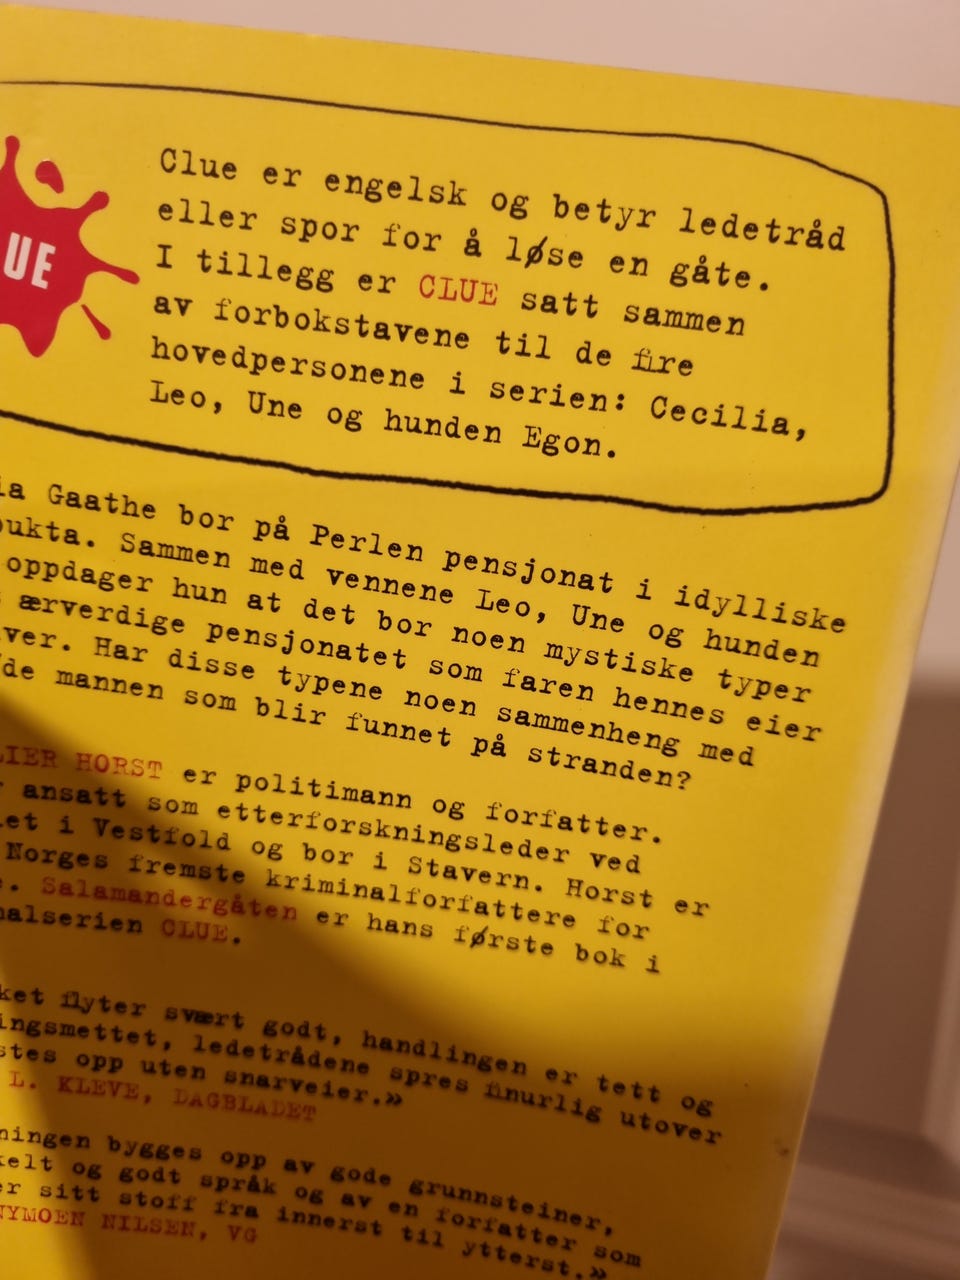 UE
Clue er engelsk og betyr ledetråd
eller spor for å løse en gåte.
I tillegg er CLUE satt sammen
av forbokstavene til de fire
hovedpersonene i serien: Cecilia,
Leo, Une og hunden Egon.
ia Gaathe bor på Perlen pensjonat i idylliske
bukta. Sammen med vennene Leo, Une og hunden
oppdager hun at det bor noen mystiske typer
ærverdige pensjonatet som faren hennes eier
ver. Har disse typene noen sammenheng med
de mannen som blir funnet på stranden?
LIER HORST er politimann og forfatter.
r ansatt som etterforskningsleder ved
et i Vestfold og bor i Stavern. Horst er
Norges fremste kriminalforfattere for
e. Salamandergåten er hans første bok i
nalserien CLUE.
ket flyter svært godt, handlingen er tett og
ingsmettet, ledetrådene spres finurlig utover
stes opp uten snarveier.»
L. KLEVE, DAGBLADET
ningen bygges opp av gode grunnsteiner,
kelt og godt språk og av en forfatter som
er sitt stoff fra innerst til ytterst.»
NYMOEN NILSEN, VG